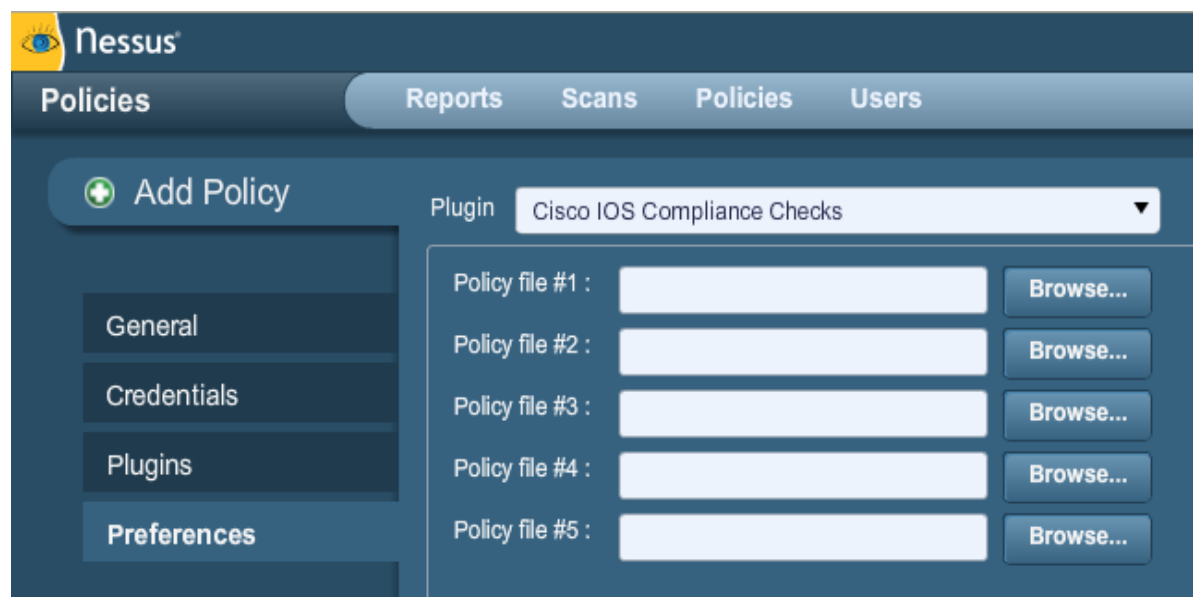 Nessus
Policies
Reports Scans Policies Users
Add Policy
Plugin Cisco IOS Compliance Checks
General
Credentials
Plugins
Preferences
Policy file #1 : Browse...
Policy file #2 : Browse...
Policy file #3 : Browse...
Policy file #4 : Browse...
Policy file #5 : Browse...